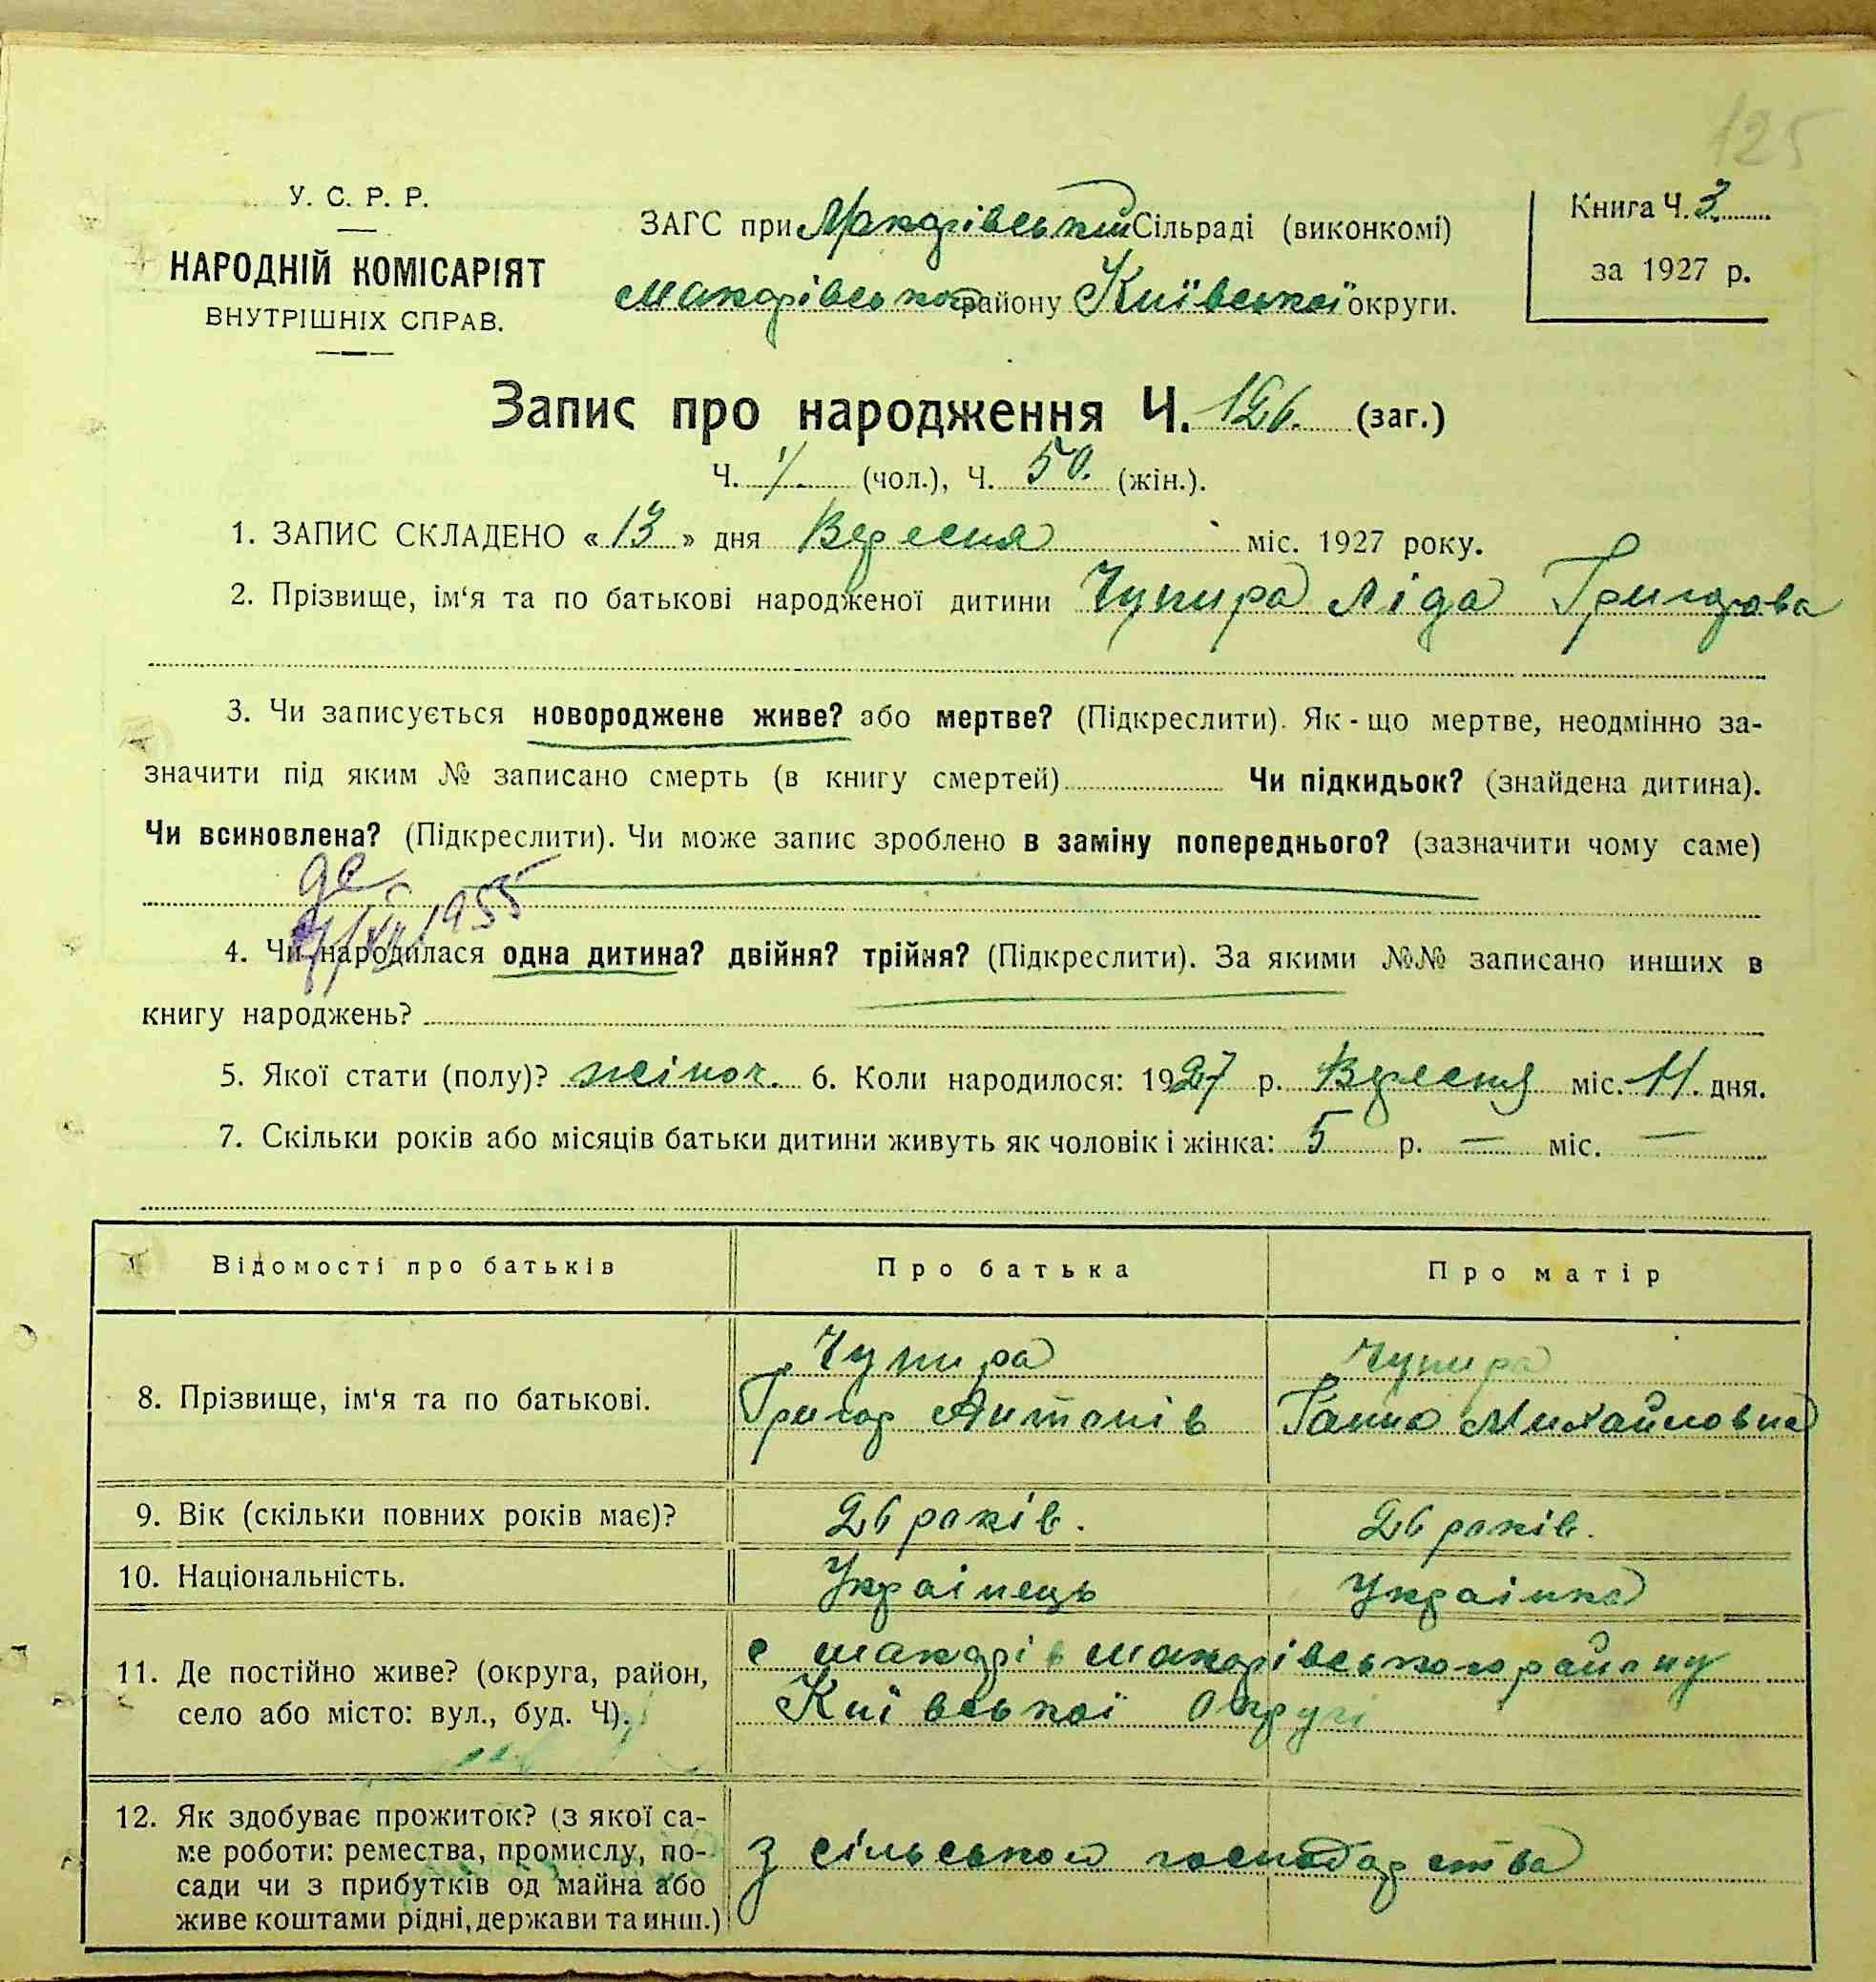 125
У. С. Р. Р.
НАРОДНІЙ КОМІСАРІЯТ
ВНУТРІШНІХ СПРАВ.
ЗАГС при Макарівській Сільраді (виконкомі)
Макарівського району Київської округи.
Книга Ч. 3.
за 1927 р.
Запис про народження Ч. 126. (заг.)
Ч. (чол.), Ч. 50. (жін.).
1. ЗАПИС СКЛАДЕНО « 13 » дня Вересня міс. 1927 року.
2. Прізвище, ім‘я та по батькові народженої дитини Чупира Ліда Григорова
3. Чи записується новороджене живе? або мертве? (Підкреслити). Як - що мертве, неодмінно за-
значити під яким № записано смерть (в книгу смертей) Чи підкидьок? (знайдена дитина).
Чи всиновлена? (Підкреслити). Чи може запис зроблено в заміну попереднього? (зазначити чому саме)
1955
4. Чи народилася одна дитина? двійня? трійня? (Підкреслити). За якими №№ записано инших в
книгу народжень?
5. Якої стати (полу)? жіноч. 6. Коли народилося: 1927 р. Вересня міс. 11. дня.
7. Скільки років або місяців батьки дитини живуть як чоловік і жінка: 5 р. — міс. —
Відомості про батьків Про батька Про матір
8. Прізвище, ім‘я та по батькові.
Чупира
Григор Антонів
Чупира
Ганна Михайловна
9. Вік (скільки повних років має)? 26 років. 26 років.
10. Національність. Украінець Украінка
11. Де постійно живе? (округа, район,
село або місто: вул., буд. Ч).
с Макарів Макарівського району
Київської Округі
12. Як здобуває прожиток? (з якої са-
ме роботи: ремества, промислу, по-
сади чи з прибутків од майна або
живе коштами рідні, держави та инш.)
з сільського господарства